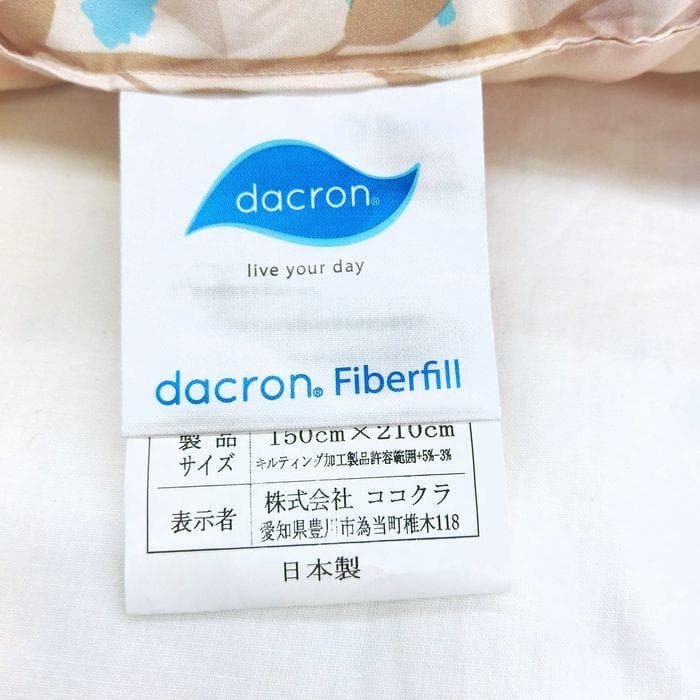 dacron®
live your day
dacron® Fiberfill
製品 150cm×210cm
サイズ キルティング加工製品許容範囲+5%-3%
表示者 株式会社 ココクラ
愛知県豊川市為当町椎木118
日本製